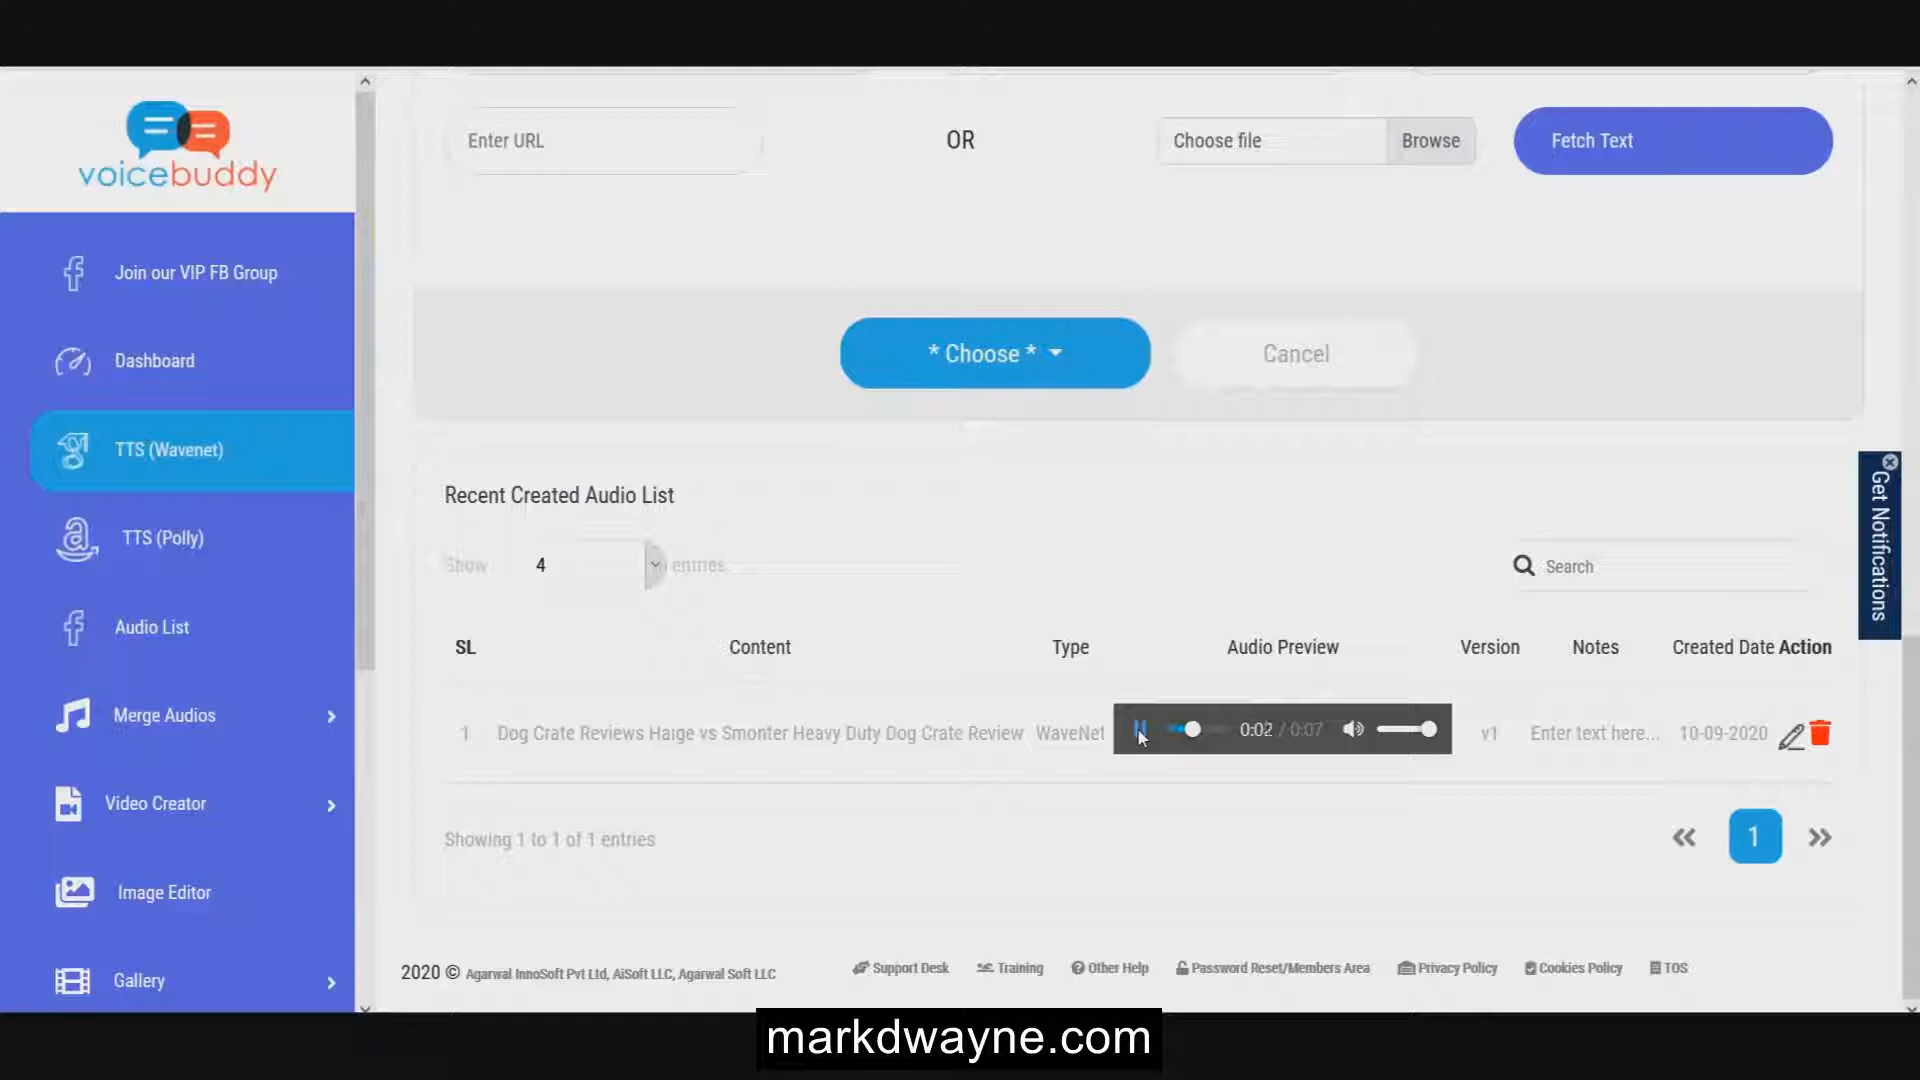 voicebuddy
Join our VIP FB Group
Dashboard
TTS (Wavenet)
TTS (Polly)
Audio List
Merge Audios
Video Creator
Image Editor
Gallery
Enter URL
OR
Choose file
Browse
Fetch Text
* Choose *
Cancel
Recent Created Audio List
Show 4 entries
Search
SL Content Type Audio Preview Version Notes Created Date Action
1 Dog Crate Reviews Haige vs Smonter Heavy Duty Dog Crate Review WaveNet 0:02 / 0:07 v1 Enter text here... 10-09-2020
Showing 1 to 1 of 1 entries
« 1 »
Get Notifications
2020 © Agarwal InnoSoft Pvt Ltd, AiSoft LLC, Agarwal Soft LLC
Support Desk Training Other Help Password Reset/Members Area Privacy Policy Cookies Policy TOS
markdwayne.com